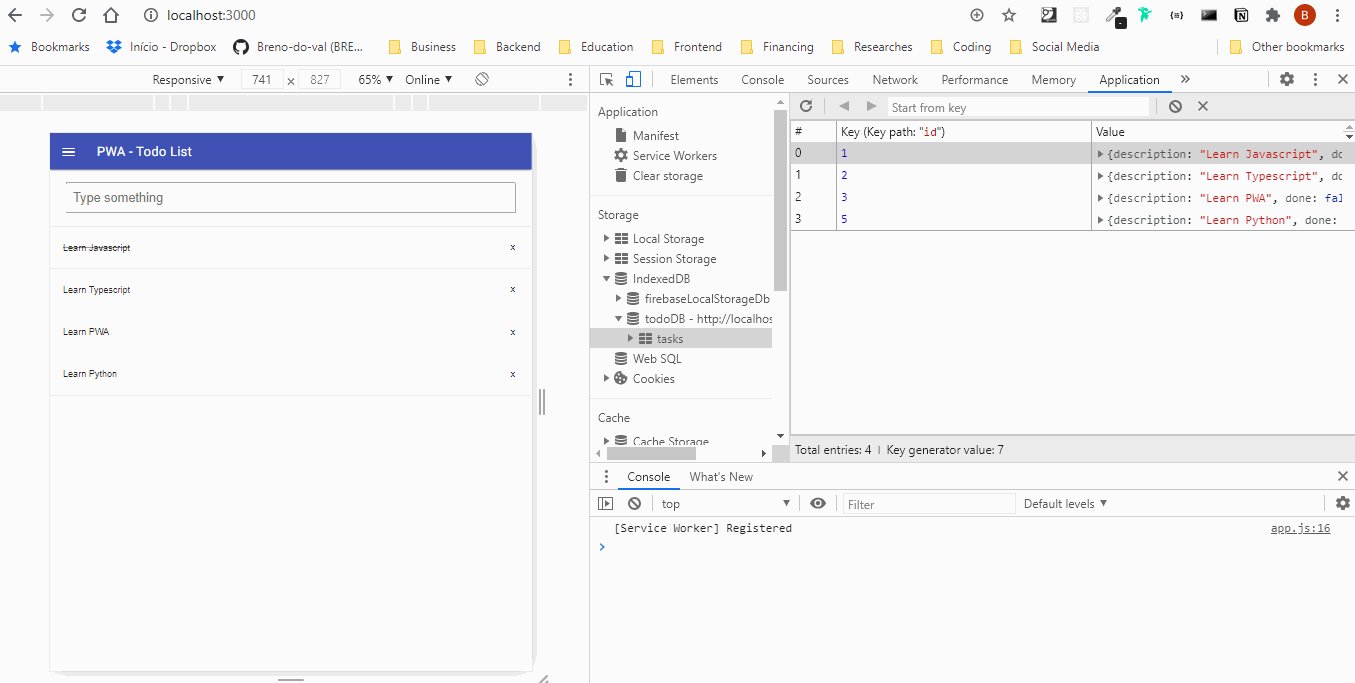 localhost:3000
B
Bookmarks
Início - Dropbox
Breno-do-val (BRE...
Business
Backend
Education
Frontend
Financing
Researches
Coding
Social Media
Other bookmarks
Responsive ▼ 741 × 827 65% ▼ Online ▼
Elements Console Sources Network Performance Memory Application »
PWA - Todo List
Type something
Learn Javascript x
Learn Typescript x
Learn PWA x
Learn Python x
Application
Manifest
Service Workers
Clear storage
Storage
Local Storage
Session Storage
IndexedDB
firebaseLocalStorageDb
todoDB - http://localhos
tasks
Web SQL
Cookies
Cache
Cache Storage
Start from key
# Key (Key path: "id") Value
0 1 {description: "Learn Javascript", do
1 2 {description: "Learn Typescript", do
2 3 {description: "Learn PWA", done: fal
3 5 {description: "Learn Python", done:
Total entries: 4 Key generator value: 7
Console What's New
top ▼ Filter Default levels ▼
[Service Worker] Registered app.js:16